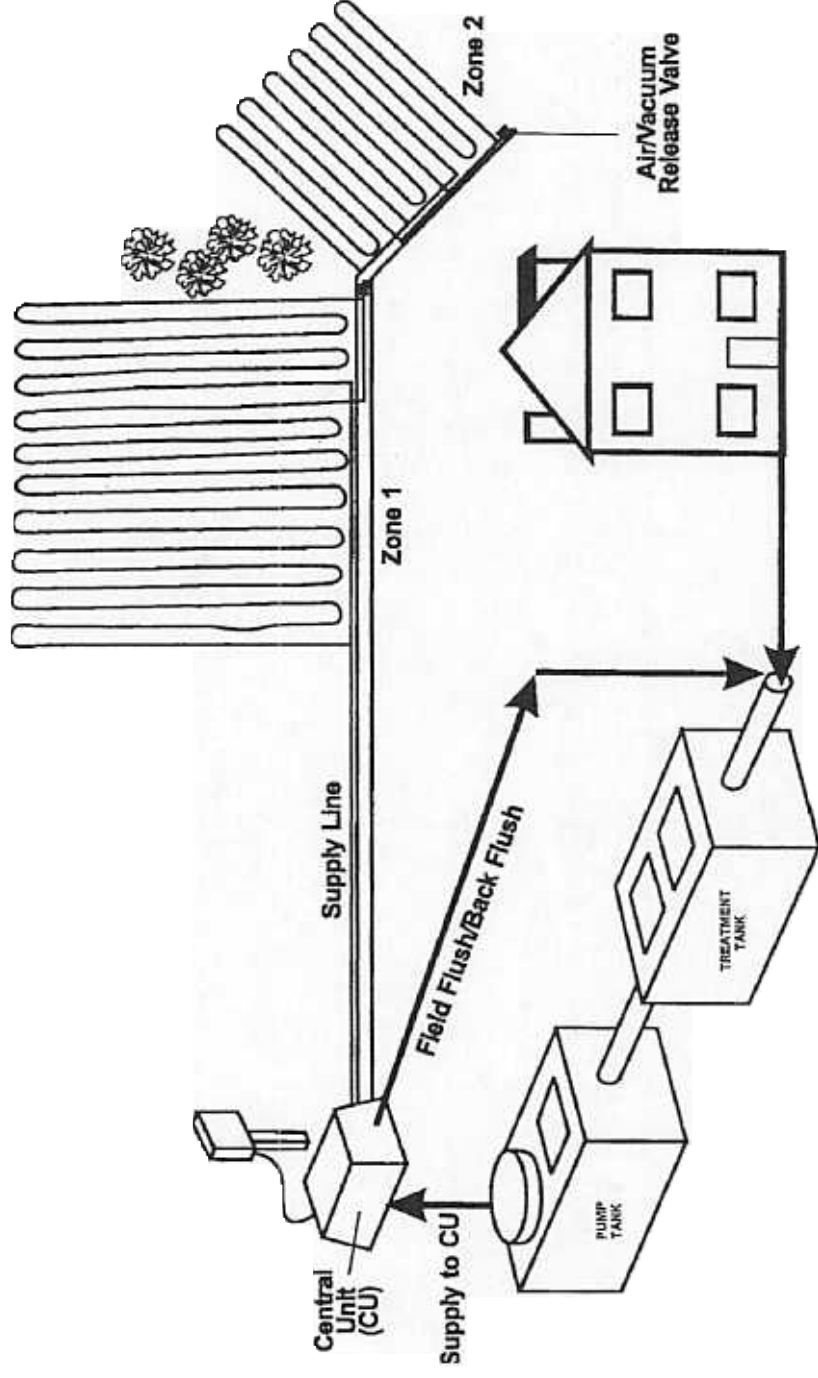 Zone 2
Air/Vacuum
Release Valve
Zone 1
Supply Line
Field Flush/Back Flush
Central
Unit
(CU)
Supply to CU
PUMP
TANK
TREATMENT
TANK